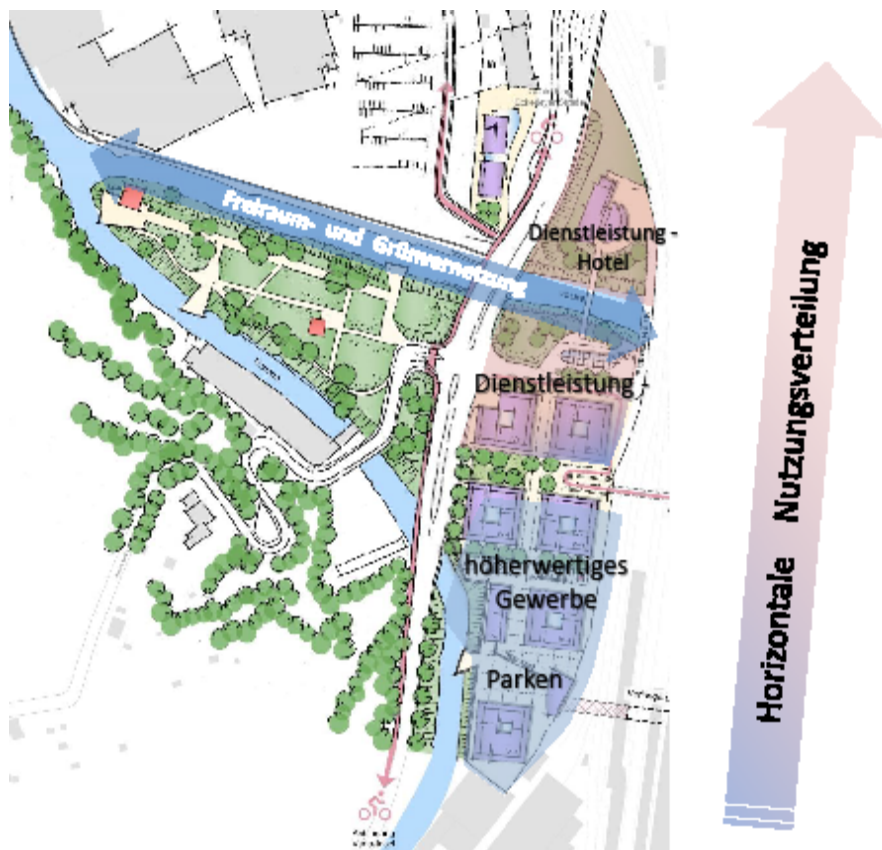 Freiraum- und Grünvernetzung
Dienstleistung -
Hotel
Dienstleistung -
höherwertiges
Gewerbe
Parken
Horizontale Nutzungsverteilung